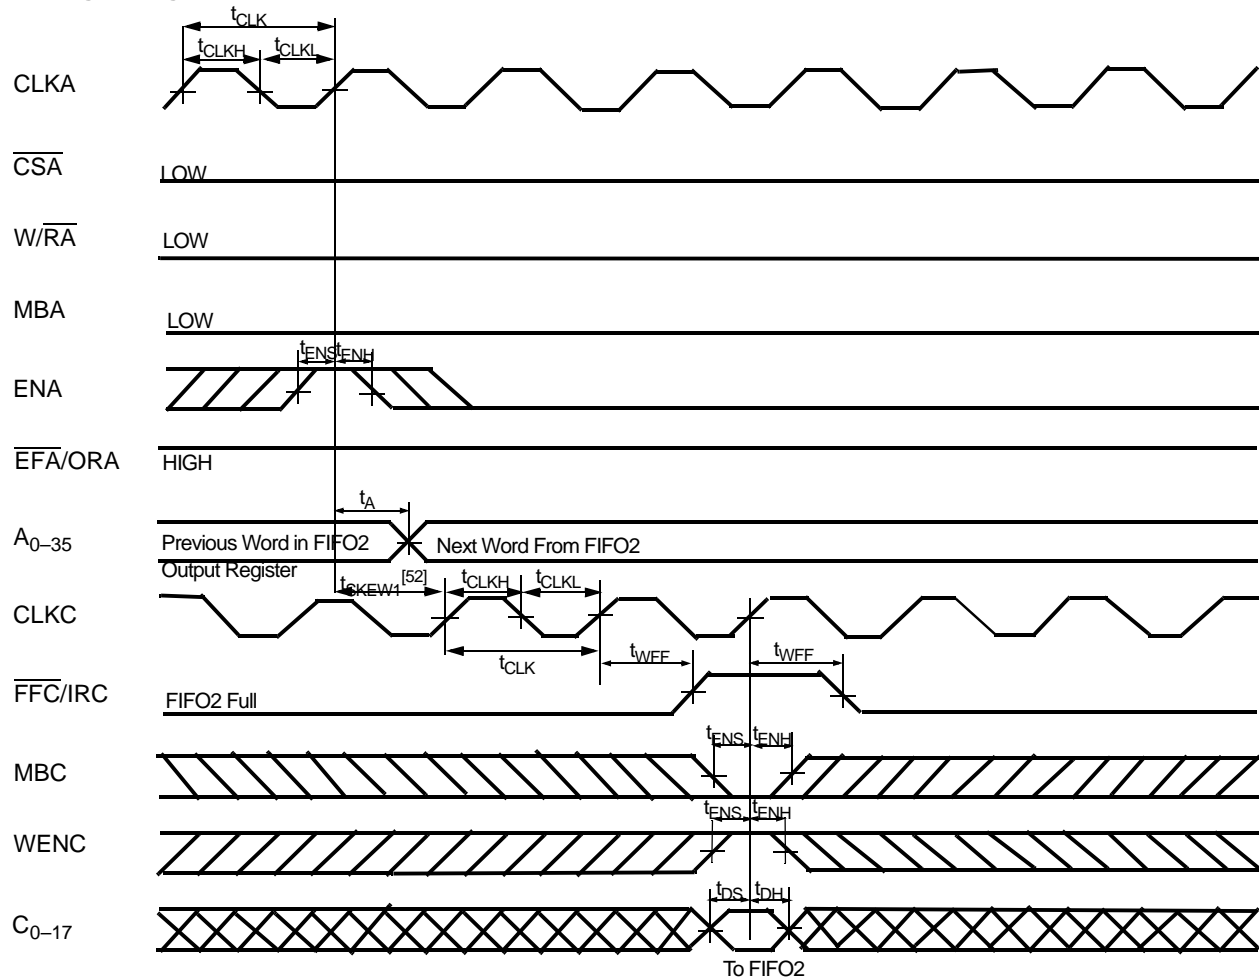 tCLK
tCLKH tCLKL
CLKA
CSA
LOW
W/RA
LOW
MBA
LOW
tENS tENH
ENA
EFA/ORA
HIGH
tA
A0–35
Previous Word in FIFO2 Next Word From FIFO2
Output Register
tSKEW1[52] tCLKH tCLKL
CLKC
tCLK
tWFF tWFF
FFC/IRC
FIFO2 Full
tENS tENH
MBC
tENS tENH
WENC
tDS tDH
C0–17
To FIFO2